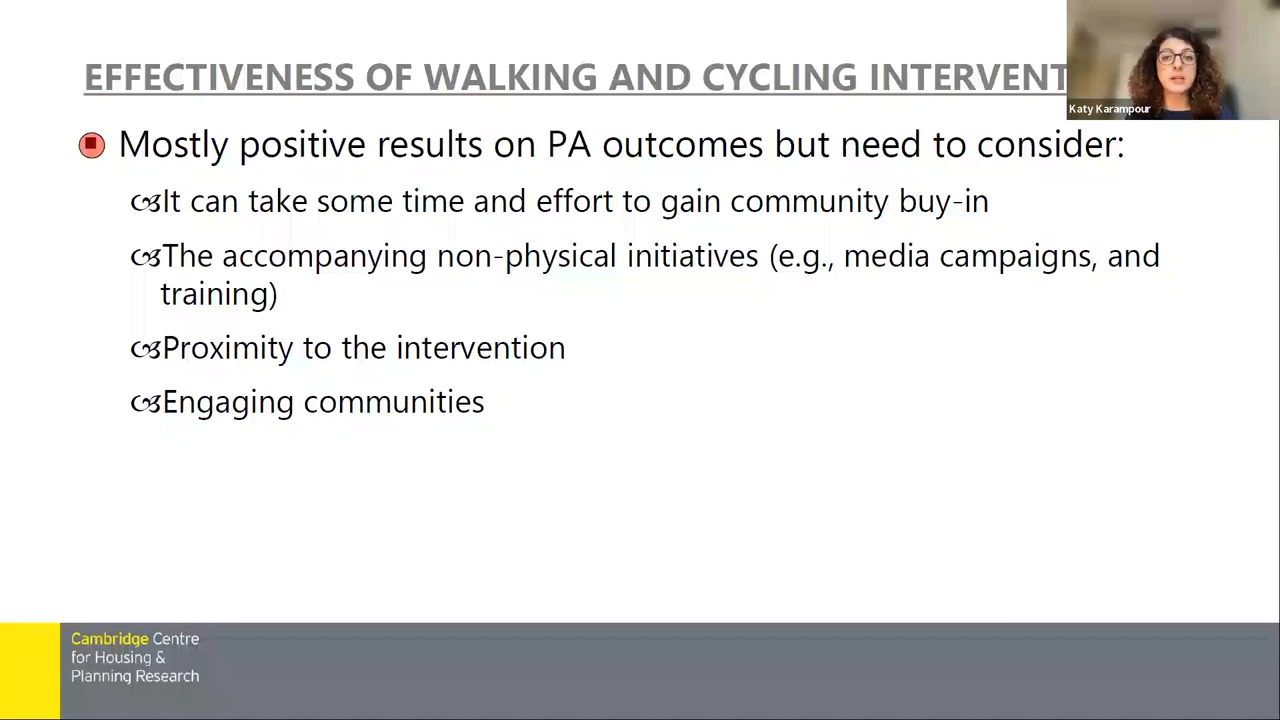 EFFECTIVENESS OF WALKING AND CYCLING INTERVENT
Katy Karampour
Mostly positive results on PA outcomes but need to consider:
It can take some time and effort to gain community buy-in
The accompanying non-physical initiatives (e.g., media campaigns, and
training)
Proximity to the intervention
Engaging communities
Cambridge Centre
for Housing &
Planning Research